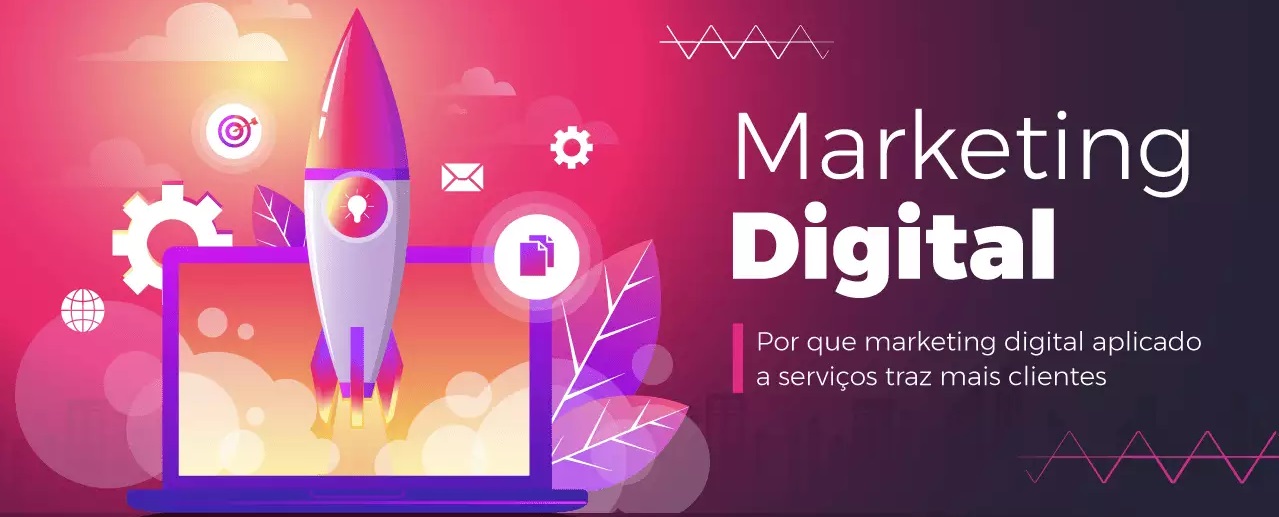 Marketing
Digital
Por que marketing digital aplicado
a serviços traz mais clientes